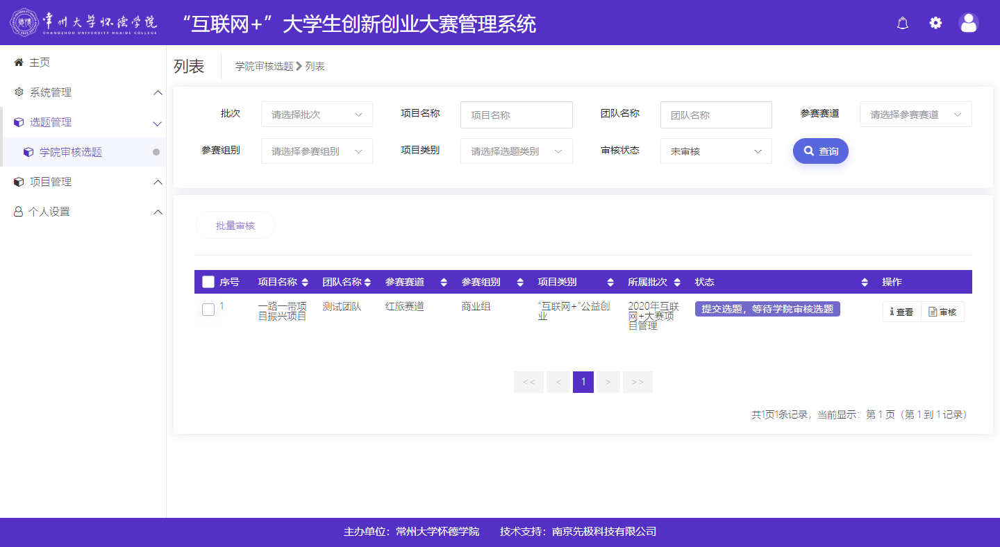 常州大学怀德学院
CHANGZHOU UNIVERSITY HUAIDE COLLEGE
“互联网+”大学生创新创业大赛管理系统
主页
系统管理
选题管理
学院审核选题
项目管理
个人设置
列表
学院审核选题 列表
批次 请选择批次 项目名称 项目名称 团队名称 团队名称 参赛赛道 请选择参赛赛道
参赛组别 请选择参赛组别 项目类别 请选择选题类别 审核状态 未审核 查询
批量审核
序号 项目名称 团队名称 参赛赛道 参赛组别 项目类别 所属批次 状态 操作
1 一路一带项 测试团队 红旅赛道 商业组 “互联网+”公益创 2020年互联 提交选题，等待学院审核选题 查看 审核
目振兴项目 业 网+大赛项
目管理
<< < 1 > >>
共1页1条记录，当前显示：第 1 页（第 1 到 1 记录）
主办单位：常州大学怀德学院 技术支持：南京先极科技有限公司